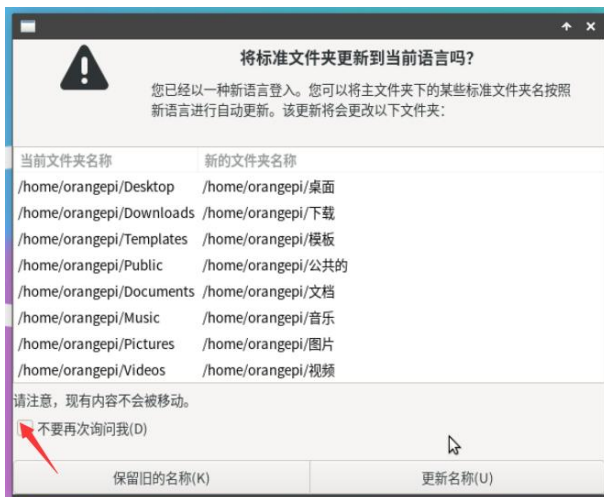 将标准文件夹更新到当前语言吗?
您已经以一种新语言登入。您可以将主文件夹下的某些标准文件夹名按照
新语言进行自动更新。该更新将会更改以下文件夹:
当前文件夹名称 新的文件夹名称
/home/orangepi/Desktop /home/orangepi/桌面
/home/orangepi/Downloads /home/orangepi/下载
/home/orangepi/Templates /home/orangepi/模板
/home/orangepi/Public /home/orangepi/公共的
/home/orangepi/Documents /home/orangepi/文档
/home/orangepi/Music /home/orangepi/音乐
/home/orangepi/Pictures /home/orangepi/图片
/home/orangepi/Videos /home/orangepi/视频
请注意，现有内容不会被移动。
不要再次询问我(D)
保留旧的名称(K) 更新名称(U)